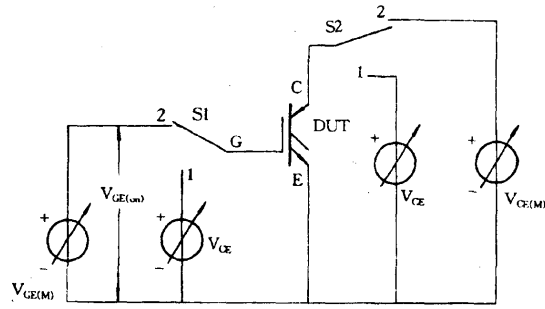 2
S2
1
C
2
S1
G
DUT
E
1
+
+
+
+
V_GE(on)
V_CE
V_CE(M)
V_GE
V_GE(M)